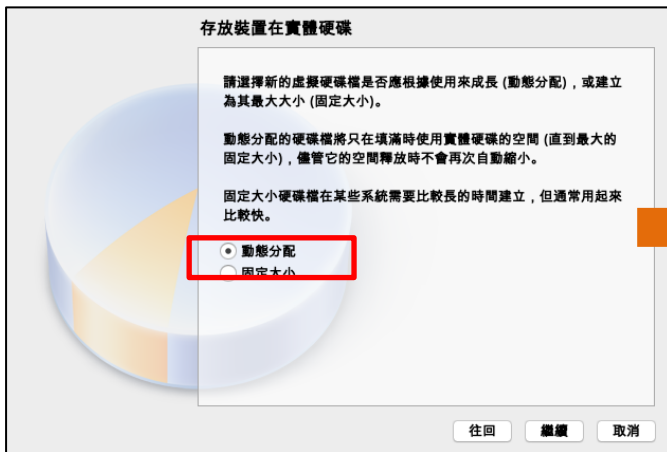 存放裝置在實體硬碟
請選擇新的虛擬硬碟檔是否應根據使用來成長 (動態分配)，或建立
為其最大大小 (固定大小)。
動態分配的硬碟檔將只在填滿時使用實體硬碟的空間 (直到最大的
固定大小)，儘管它的空間釋放時不會再次自動縮小。
固定大小硬碟檔在某些系統需要比較長的時間建立，但通常用起來
比較快。
動態分配
固定大小
往回
繼續
取消